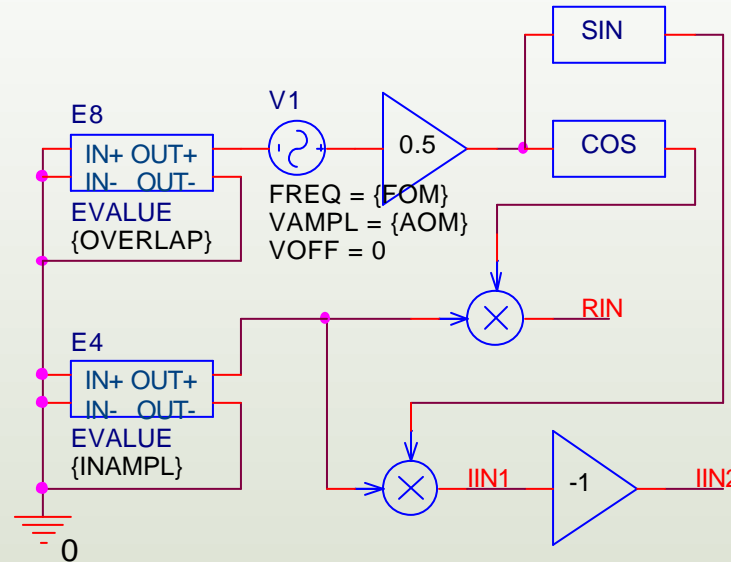 SIN
V1
E8
0.5
COS
IN+ OUT+
IN- OUT-
FREQ = {FOM}
EVALUE
VAMPL = {AOM}
{OVERLAP}
VOFF = 0
RIN
E4
IN+ OUT+
IN- OUT-
EVALUE
{INAMPL}
IIN1
-1
IIN2
0